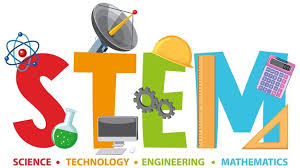 STEM
SCIENCE • TECHNOLOGY • ENGINEERING • MATHEMATICS